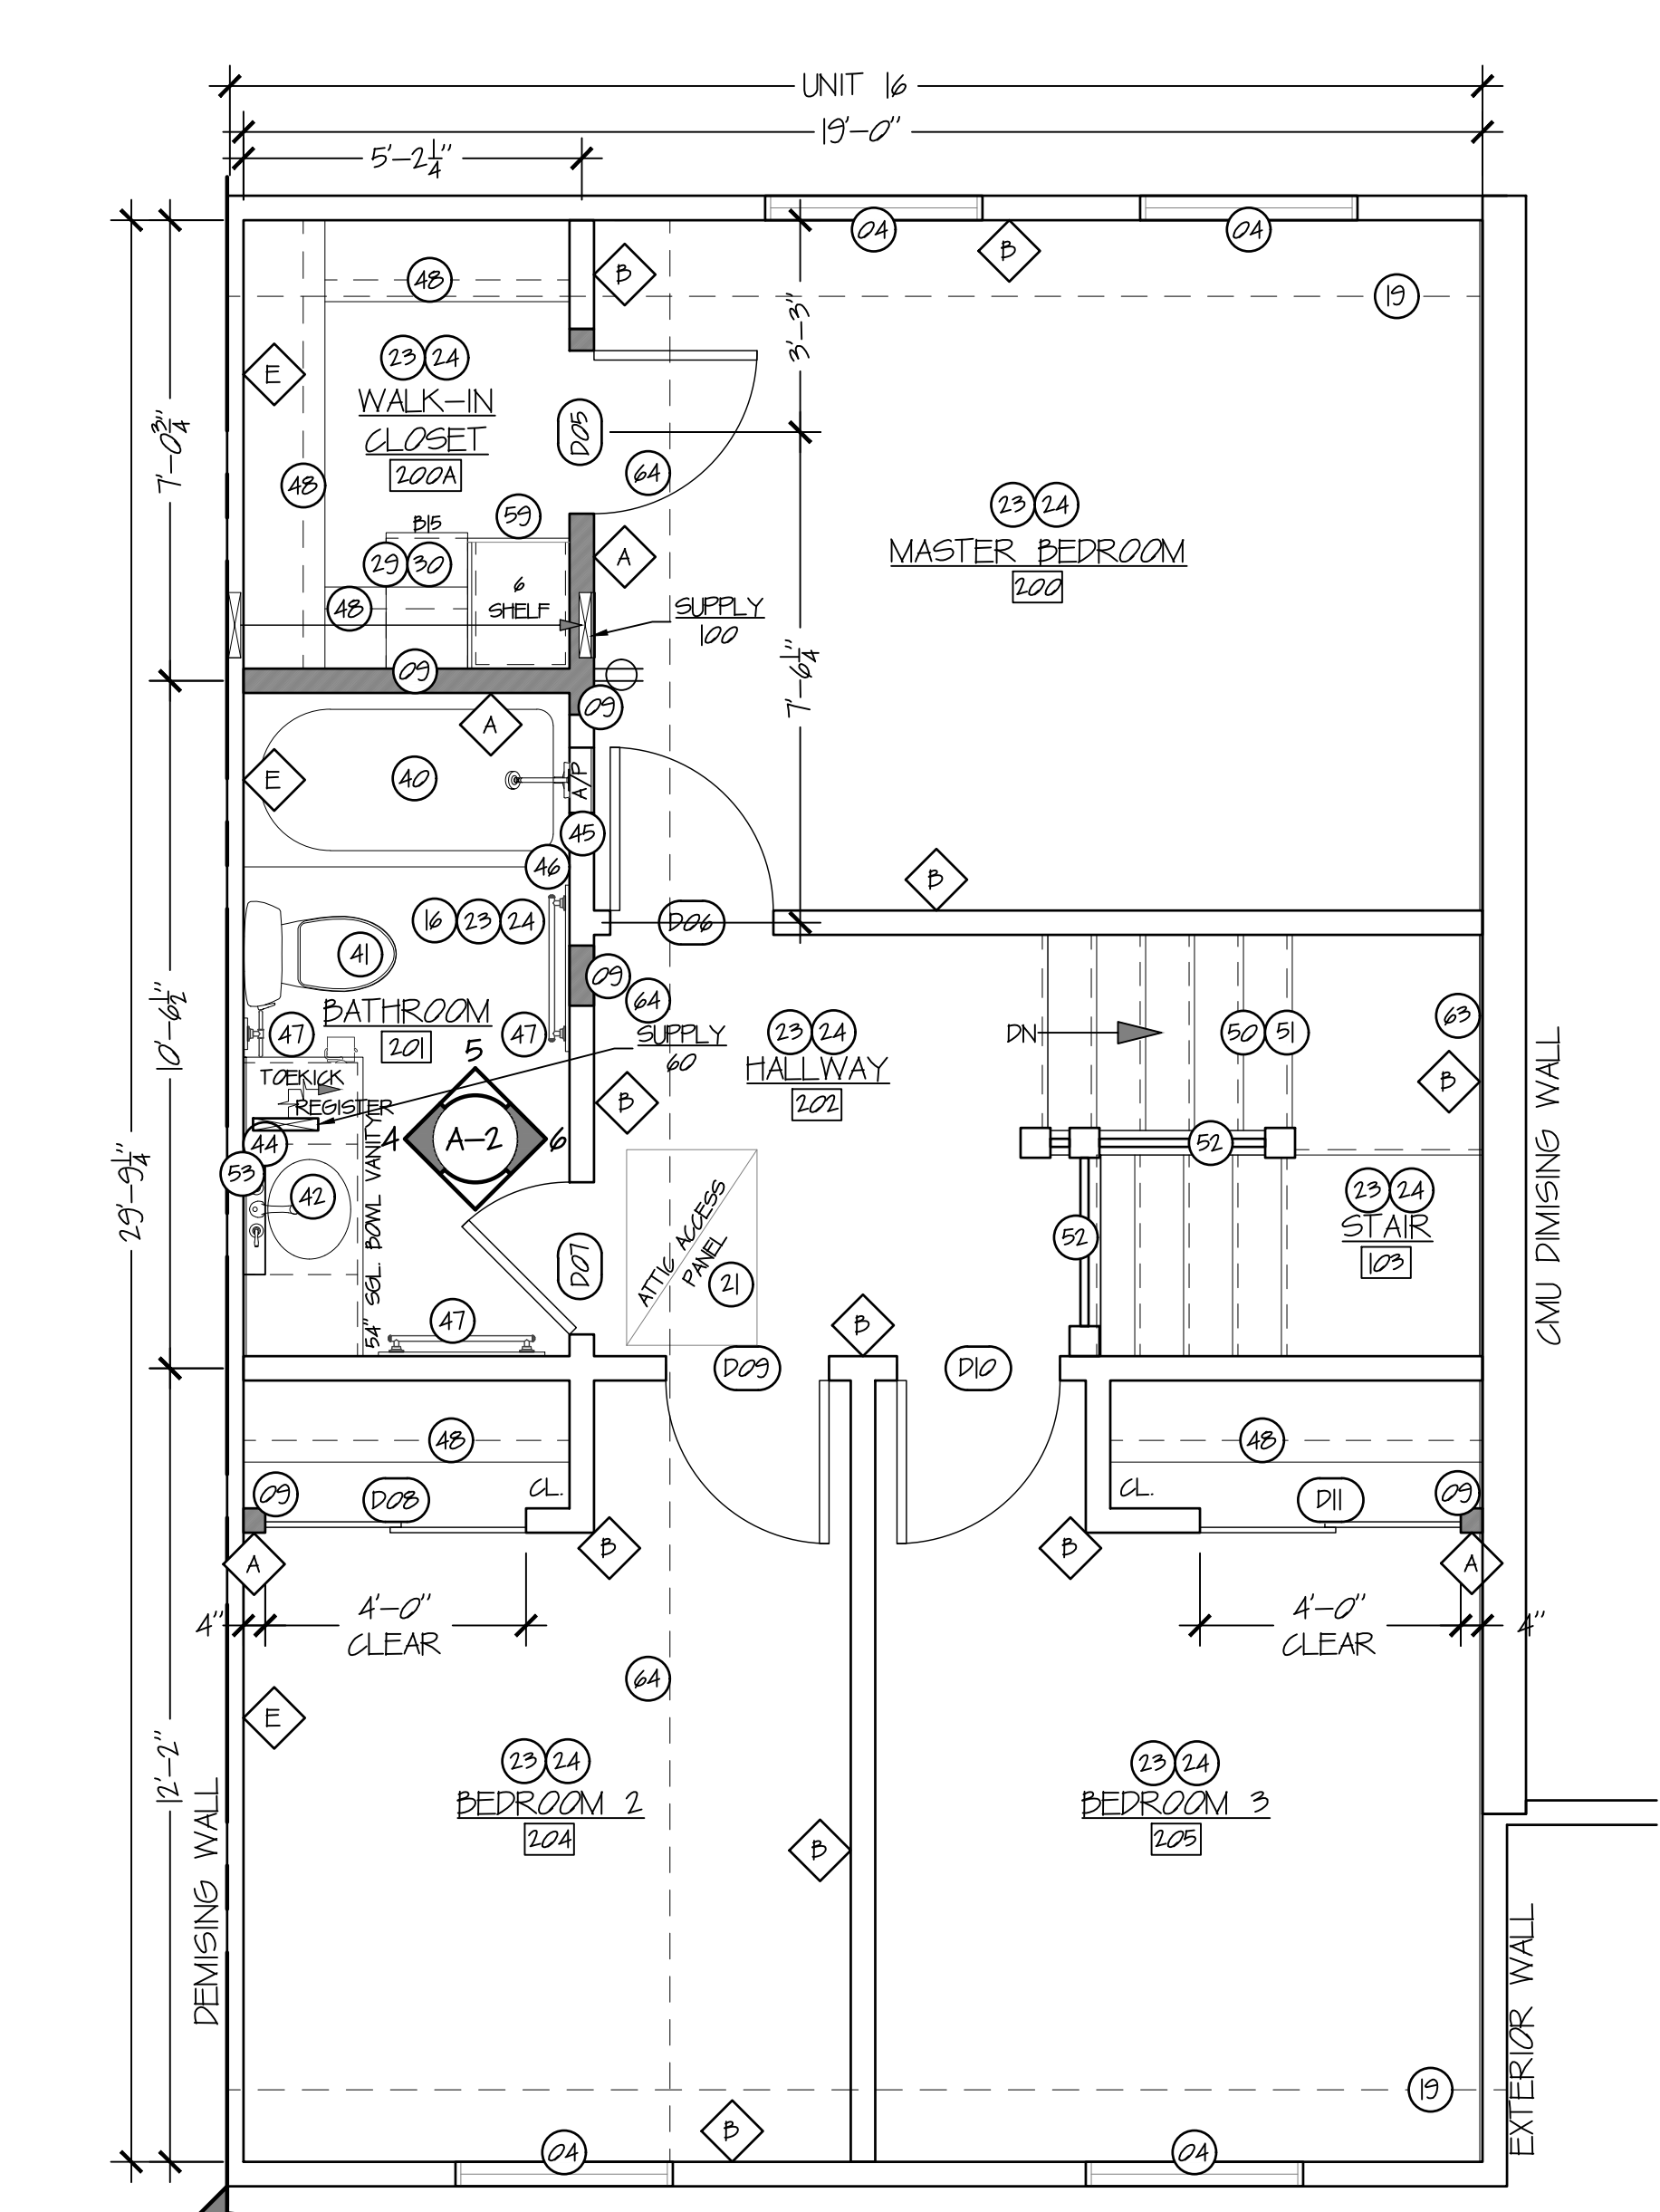 UNIT 16
19'-0"
5'-2 1/4"
04
04
B
B
48
19
3'-3"
23 24
WALK-IN
CLOSET
200A
E
7'-0 3/4"
D05
64
48
59
23 24
MASTER BEDROOM
200
B15
29 30
A
6
SHELF
48
SUPPLY
100
7'-6 1/4"
09
09
A
E
40
A/P
45
46
B
16 23 24
D06
41
09
64
BATHROOM
201
47
47
5
SUPPLY
60
23 24
HALLWAY
202
DN
50 51
63
B
10'-6 1/2"
TOEKICK
REGISTER
B
44
4
A-2
6
53
42
54" SGL. BOWL VANITY
52
52
23 24
STAIR
103
CMU DIMISING WALL
29'-9 1/4"
D07
ATTIC ACCESS
PANEL
21
47
B
D09
D10
48
48
CL.
CL.
09
D08
D11
09
A
B
B
A
4"
4'-0"
CLEAR
4'-0"
CLEAR
4"
64
E
12'-2"
23 24
BEDROOM 2
204
23 24
BEDROOM 3
205
B
DEMISING WALL
EXTERIOR WALL
19
B
04
04